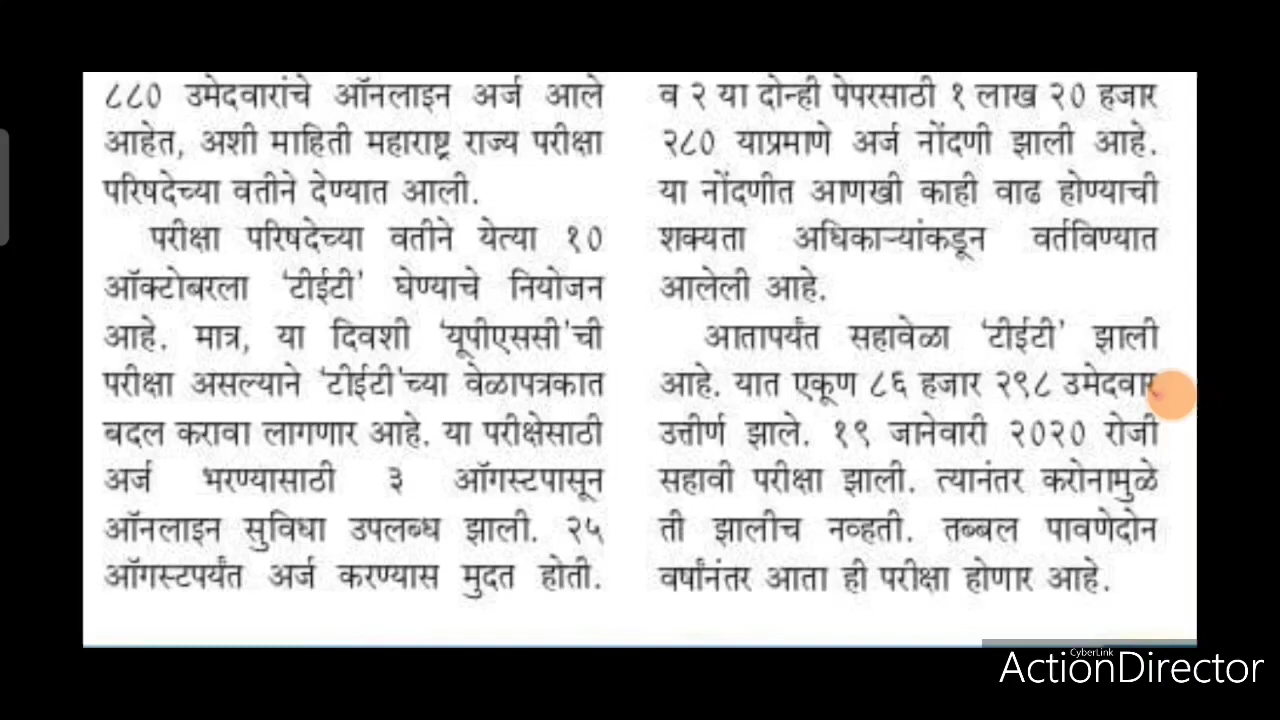 ८८० उमेदवारांचे ऑनलाइन अर्ज आले
आहेत, अशी माहिती महाराष्ट्र राज्य परीक्षा
परिषदेच्या वतीने देण्यात आली.
परीक्षा परिषदेच्या वतीने येत्या १०
ऑक्टोबरला 'टीईटी' घेण्याचे नियोजन
आहे. मात्र, या दिवशी 'यूपीएससी'ची
परीक्षा असल्याने 'टीईटी'च्या वेळापत्रकात
बदल करावा लागणार आहे. या परीक्षेसाठी
अर्ज भरण्यासाठी ३ ऑगस्टपासून
ऑनलाइन सुविधा उपलब्ध झाली. २५
ऑगस्टपर्यंत अर्ज करण्यास मुदत होती.
व २ या दोन्ही पेपरसाठी १ लाख २० हजार
२८० याप्रमाणे अर्ज नोंदणी झाली आहे.
या नोंदणीत आणखी काही वाढ होण्याची
शक्यता अधिकाऱ्यांकडून वर्तविण्यात
आलेली आहे.
आतापर्यंत सहावेळा 'टीईटी' झाली
आहे. यात एकूण ८६ हजार २९८ उमेदवार
उत्तीर्ण झाले. १९ जानेवारी २०२० रोजी
सहावी परीक्षा झाली. त्यानंतर करोनामुळे
ती झालीच नव्हती. तब्बल पावणेदोन
वर्षांनंतर आता ही परीक्षा होणार आहे.
CyberLink
ActionDirector